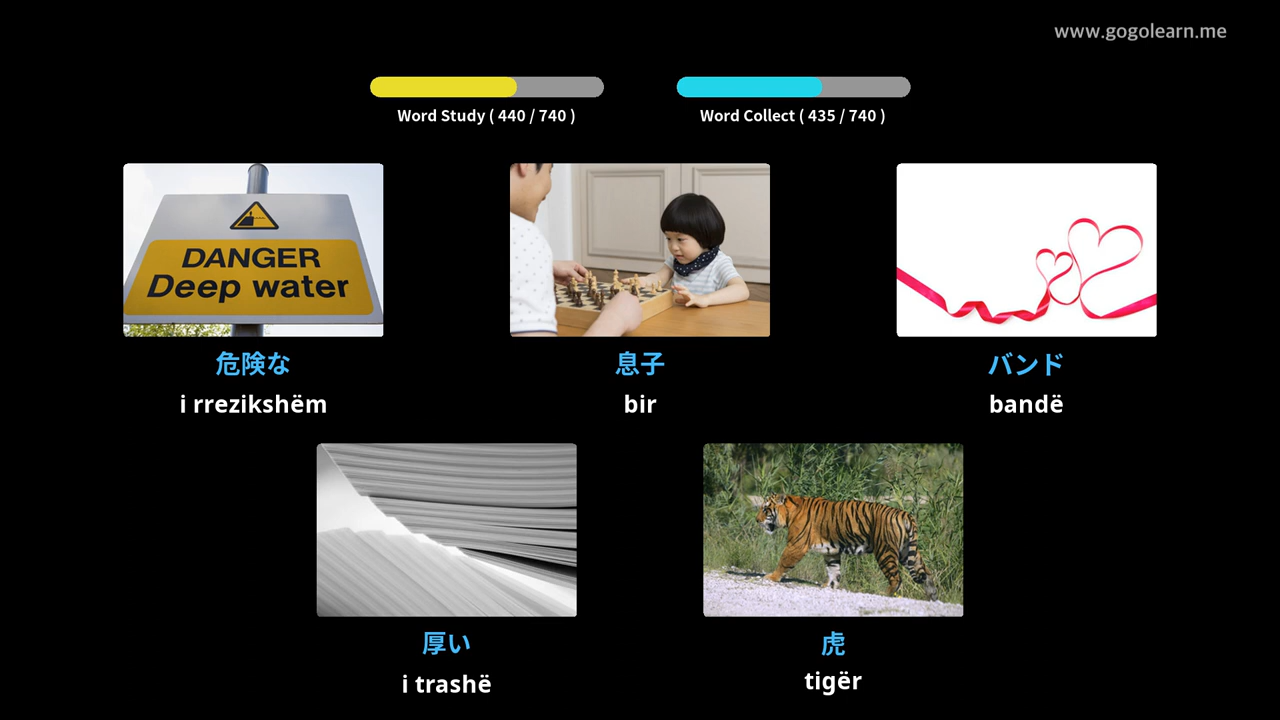 www.gogolearn.me
Word Study ( 440 / 740 )
Word Collect ( 435 / 740 )
DANGER
Deep water
危険な
息子
バンド
i rrezikshëm
bir
bandë
厚い
虎
i trashë
tigër